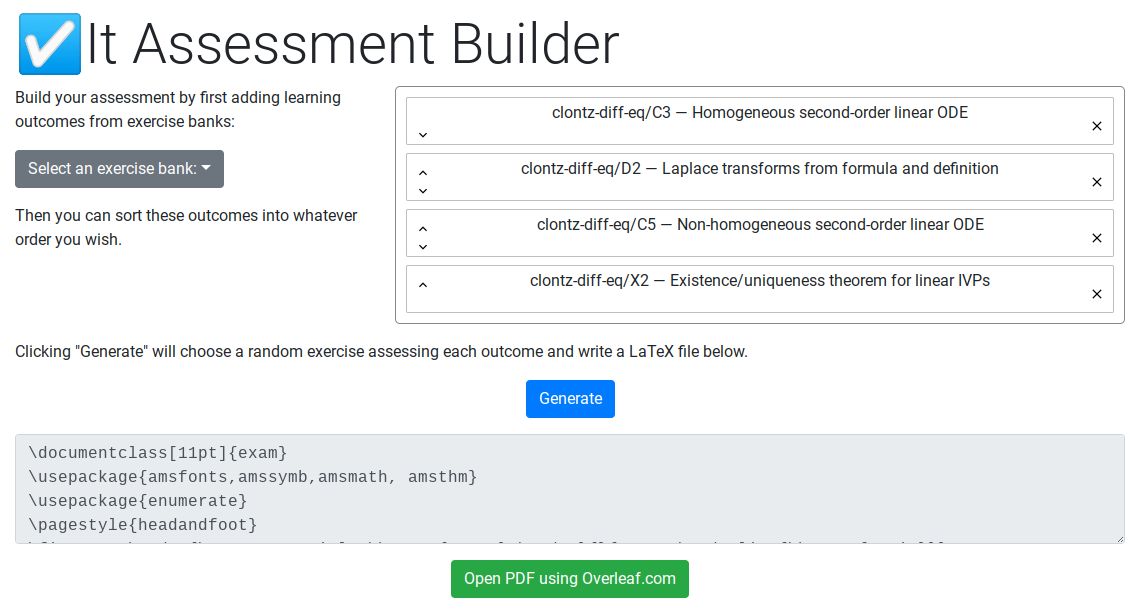 ☑It Assessment Builder
Build your assessment by first adding learning
outcomes from exercise banks:
Select an exercise bank:
Then you can sort these outcomes into whatever
order you wish.
clontz-diff-eq/C3 — Homogeneous second-order linear ODE
clontz-diff-eq/D2 — Laplace transforms from formula and definition
clontz-diff-eq/C5 — Non-homogeneous second-order linear ODE
clontz-diff-eq/X2 — Existence/uniqueness theorem for linear IVPs
Clicking "Generate" will choose a random exercise assessing each outcome and write a LaTeX file below.
Generate
\documentclass[11pt]{exam}
\usepackage{amsfonts,amssymb,amsmath, amsthm}
\usepackage{enumerate}
\pagestyle{headandfoot}
Open PDF using Overleaf.com